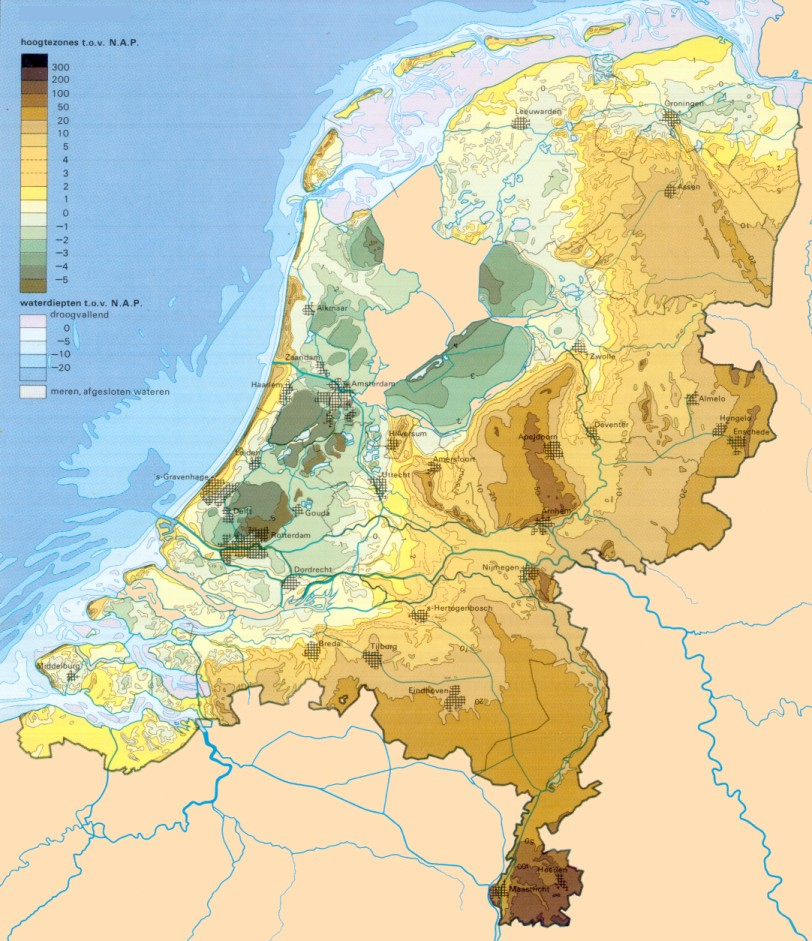 hoogtezones t.o.v. N.A.P.
300
200
100
50
20
10
5
4
3
2
1
0
−1
−2
−3
−4
−5
waterdiepten t.o.v. N.A.P.
droogvallend
0
−5
−10
−20
meren, afgesloten wateren
Leeuwarden
Groningen
Assen
Alkmaar
Zaandam
Zwolle
Haarlem
Amsterdam
Almelo
Hengelo
Enschede
Deventer
Hilversum
Apeldoorn
Leiden
Amersfoort
's-Gravenhage
Utrecht
Delft
Gouda
Arnhem
Rotterdam
Dordrecht
Nijmegen
's-Hertogenbosch
Breda
Tilburg
Middelburg
Eindhoven
Heerlen
Maastricht